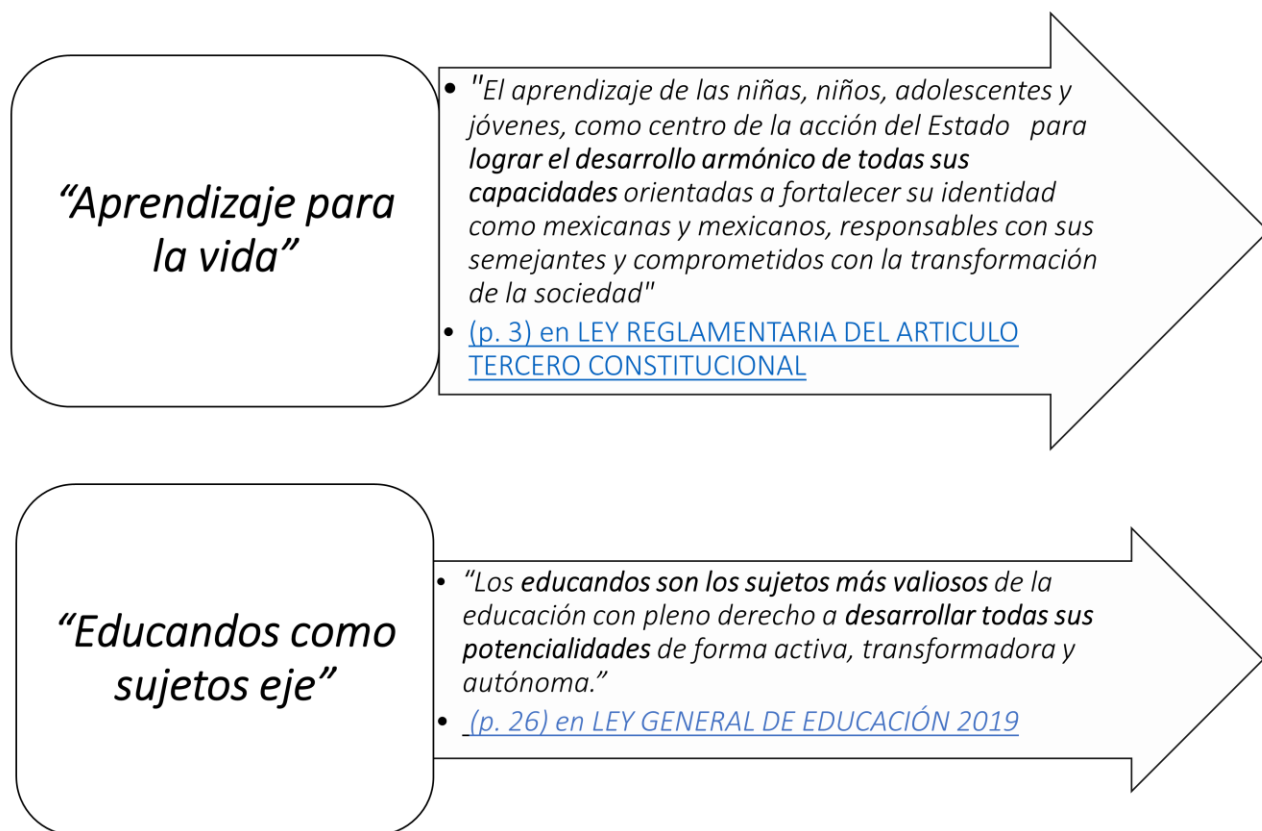 “Aprendizaje para
la vida”
• "El aprendizaje de las niñas, niños, adolescentes y
jóvenes, como centro de la acción del Estado para
lograr el desarrollo armónico de todas sus
capacidades orientadas a fortalecer su identidad
como mexicanas y mexicanos, responsables con sus
semejantes y comprometidos con la transformación
de la sociedad"
• (p. 3) en LEY REGLAMENTARIA DEL ARTICULO
TERCERO CONSTITUCIONAL
“Educandos como
sujetos eje”
• “Los educandos son los sujetos más valiosos de la
educación con pleno derecho a desarrollar todas sus
potencialidades de forma activa, transformadora y
autónoma.”
• (p. 26) en LEY GENERAL DE EDUCACIÓN 2019